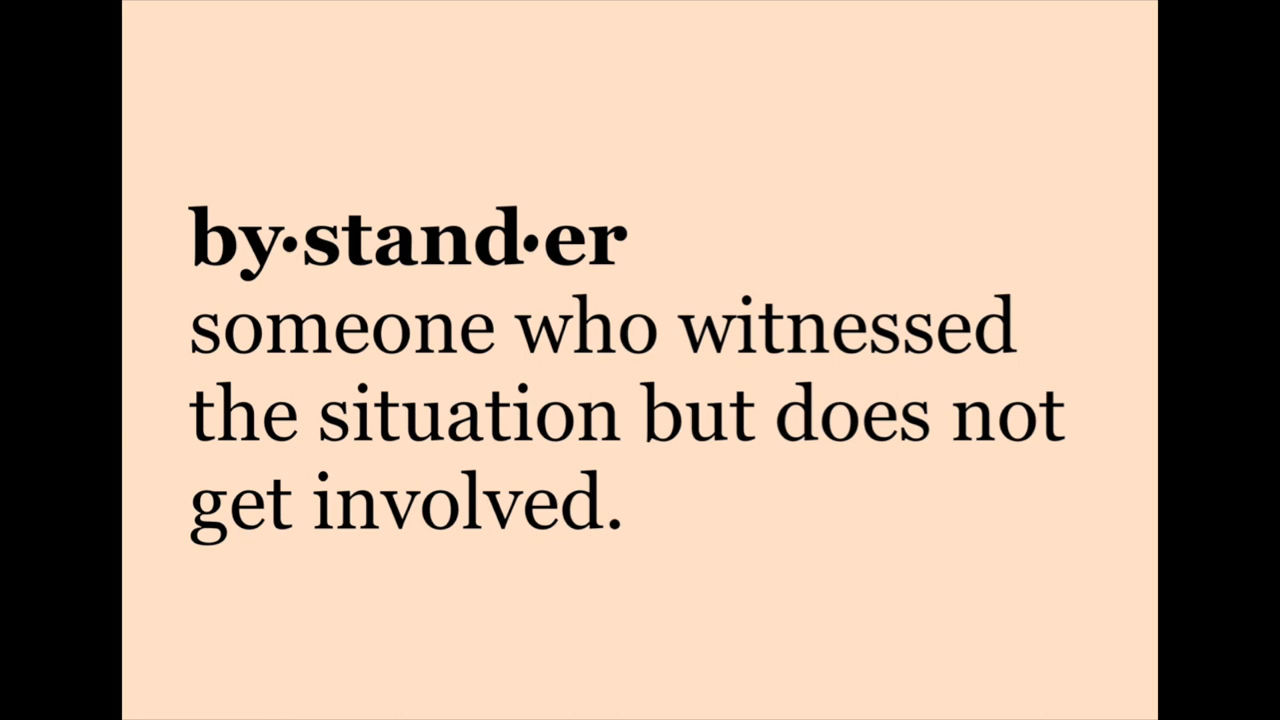 by•stand•er
someone who witnessed
the situation but does not
get involved.